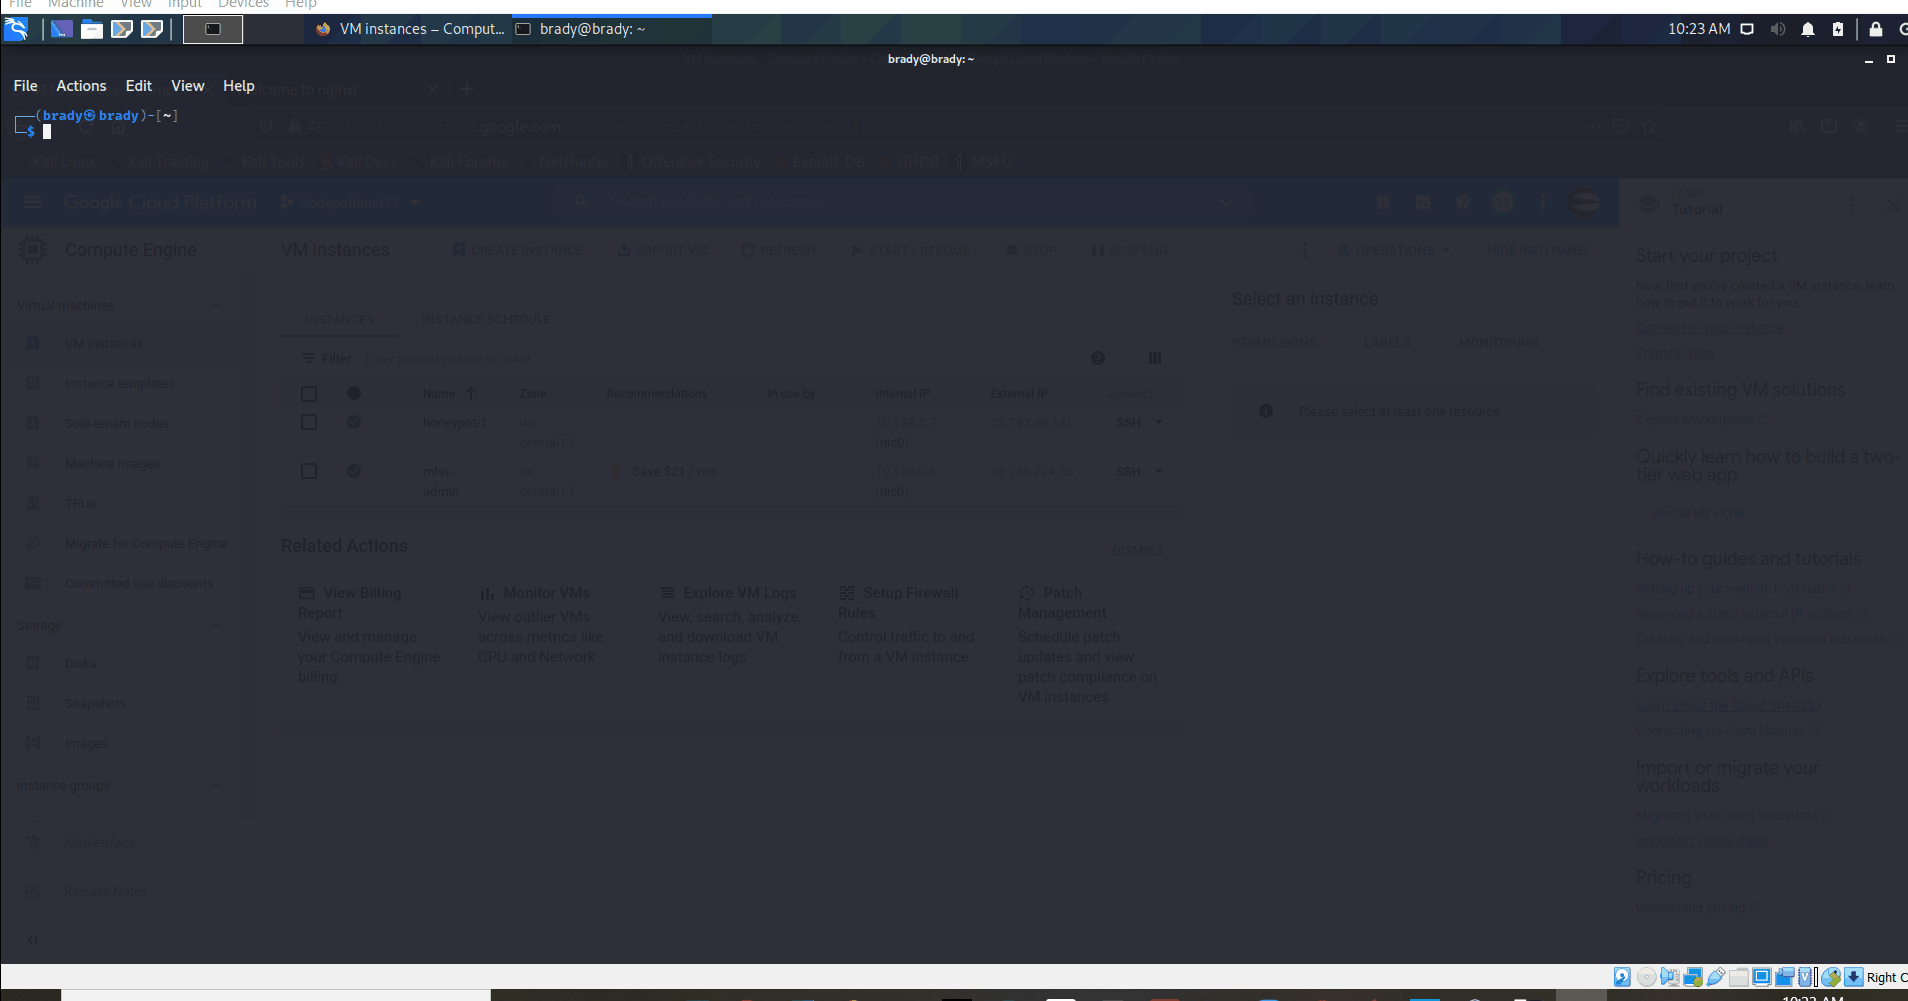 File Machine View Input Devices Help
VM instances – Comput... brady@brady: ~ 10:23 AM
brady@brady: ~
File Actions Edit View Help
(brady㉿brady)-[~]
$
Kali Linux Kali Training Kali Tools Kali Docs Kali Forums NetHunter Offensive Security Exploit-DB GHDB MSFU
Google Cloud Platform Codepathunit11 Search products and resources
LEARN
Tutorial
Compute Engine VM instances CREATE INSTANCE IMPORT VM REFRESH START / RESUME STOP SUSPEND OPERATIONS HIDE INFO PANEL
Start your project
Now that you've created a VM instance, learn
how to put it to work for you.
Connect to your instance
Transfer files
Virtual machines
VM instances
Instance templates
Sole-tenant nodes
Machine images
TPUs
Migrate for Compute Engine
Committed use discounts
Storage
Disks
Snapshots
Images
Instance groups
Marketplace
Release Notes
INSTANCES INSTANCE SCHEDULE
Filter Enter property name or value
Name Zone Recommendations In use by Internal IP External IP Connect
honeypot-1 us- 10.128.0.7 35.193.89.141 SSH
central1-f (nic0)
mhn- us- Save $21 / mo 10.128.0.6 35.238.224.58 SSH
admin central1-f (nic0)
Related Actions DISMISS
View Billing
Report
View and manage
your Compute Engine
billing
Monitor VMs
View outlier VMs
across metrics like
CPU and Network
Explore VM Logs
View, search, analyze,
and download VM
instance logs
Setup Firewall
Rules
Control traffic to and
from a VM instance
Patch
Management
Schedule patch
updates and view
patch compliance on
VM instances
Select an instance
PERMISSIONS LABELS MONITORING
Please select at least one resource.
Find existing VM solutions
Explore Marketplace
Quickly learn how to build a two-
tier web app
SHOW ME HOW
How-to guides and tutorials
Setting up your website host name
Reserving a static external IP address
Creating and managing Windows instances
Explore tools and APIs
Learn about the Cloud Shell CLI
Connecting via client libraries
Import or migrate your
workloads
Migrating VMs using Velostrata
Importing virtual disks
Pricing
Understand pricing
Right C
10:23 AM